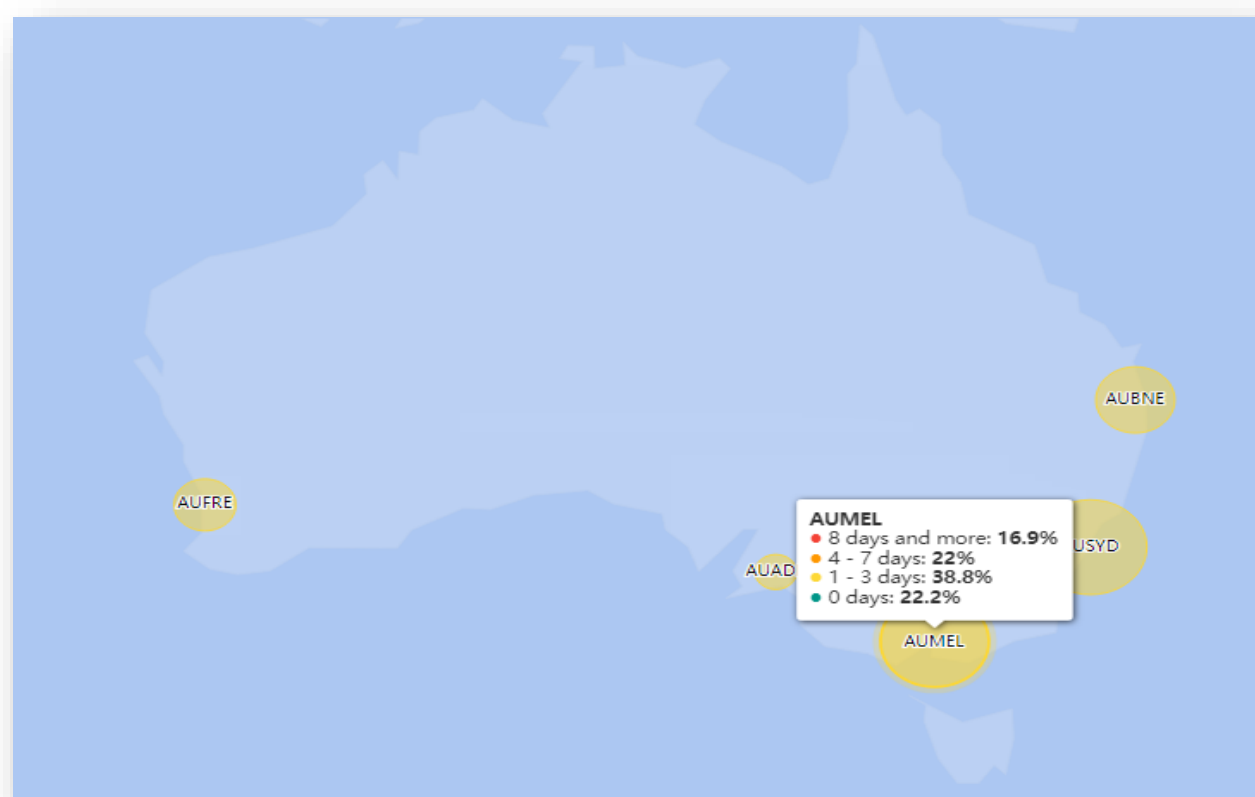 AUBNE
AUFRE
AUMEL
8 days and more: 16.9%
4 - 7 days: 22%
1 - 3 days: 38.8%
0 days: 22.2%
USYD
AUAD
AUMEL